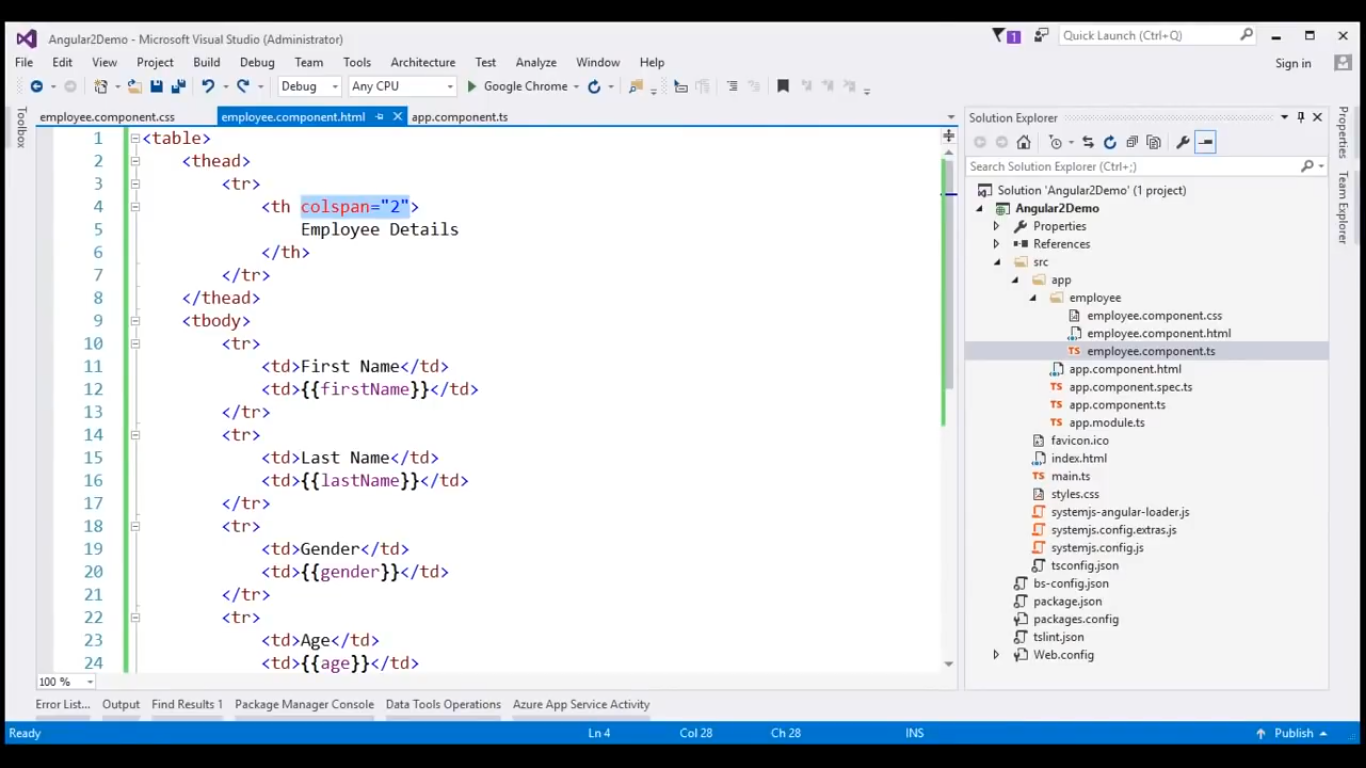 Angular2Demo - Microsoft Visual Studio (Administrator)
1
Quick Launch (Ctrl+Q)
File Edit View Project Build Debug Team Tools Architecture Test Analyze Window Help
Sign in
Debug Any CPU Google Chrome
Toolbox
employee.component.css employee.component.html app.component.ts
1 <table>
2 <thead>
3 <tr>
4 <th colspan="2">
5 Employee Details
6 </th>
7 </tr>
8 </thead>
9 <tbody>
10 <tr>
11 <td>First Name</td>
12 <td>{{firstName}}</td>
13 </tr>
14 <tr>
15 <td>Last Name</td>
16 <td>{{lastName}}</td>
17 </tr>
18 <tr>
19 <td>Gender</td>
20 <td>{{gender}}</td>
21 </tr>
22 <tr>
23 <td>Age</td>
24 <td>{{age}}</td>
100 %
Solution Explorer
Search Solution Explorer (Ctrl+;)
Solution 'Angular2Demo' (1 project)
Angular2Demo
Properties
References
src
app
employee
employee.component.css
employee.component.html
TS employee.component.ts
app.component.html
TS app.component.spec.ts
TS app.component.ts
TS app.module.ts
favicon.ico
index.html
TS main.ts
styles.css
systemjs-angular-loader.js
systemjs.config.extras.js
systemjs.config.js
tsconfig.json
bs-config.json
package.json
packages.config
tslint.json
Web.config
Properties
Team Explorer
Error List... Output Find Results 1 Package Manager Console Data Tools Operations Azure App Service Activity
Ready Ln 4 Col 28 Ch 28 INS Publish